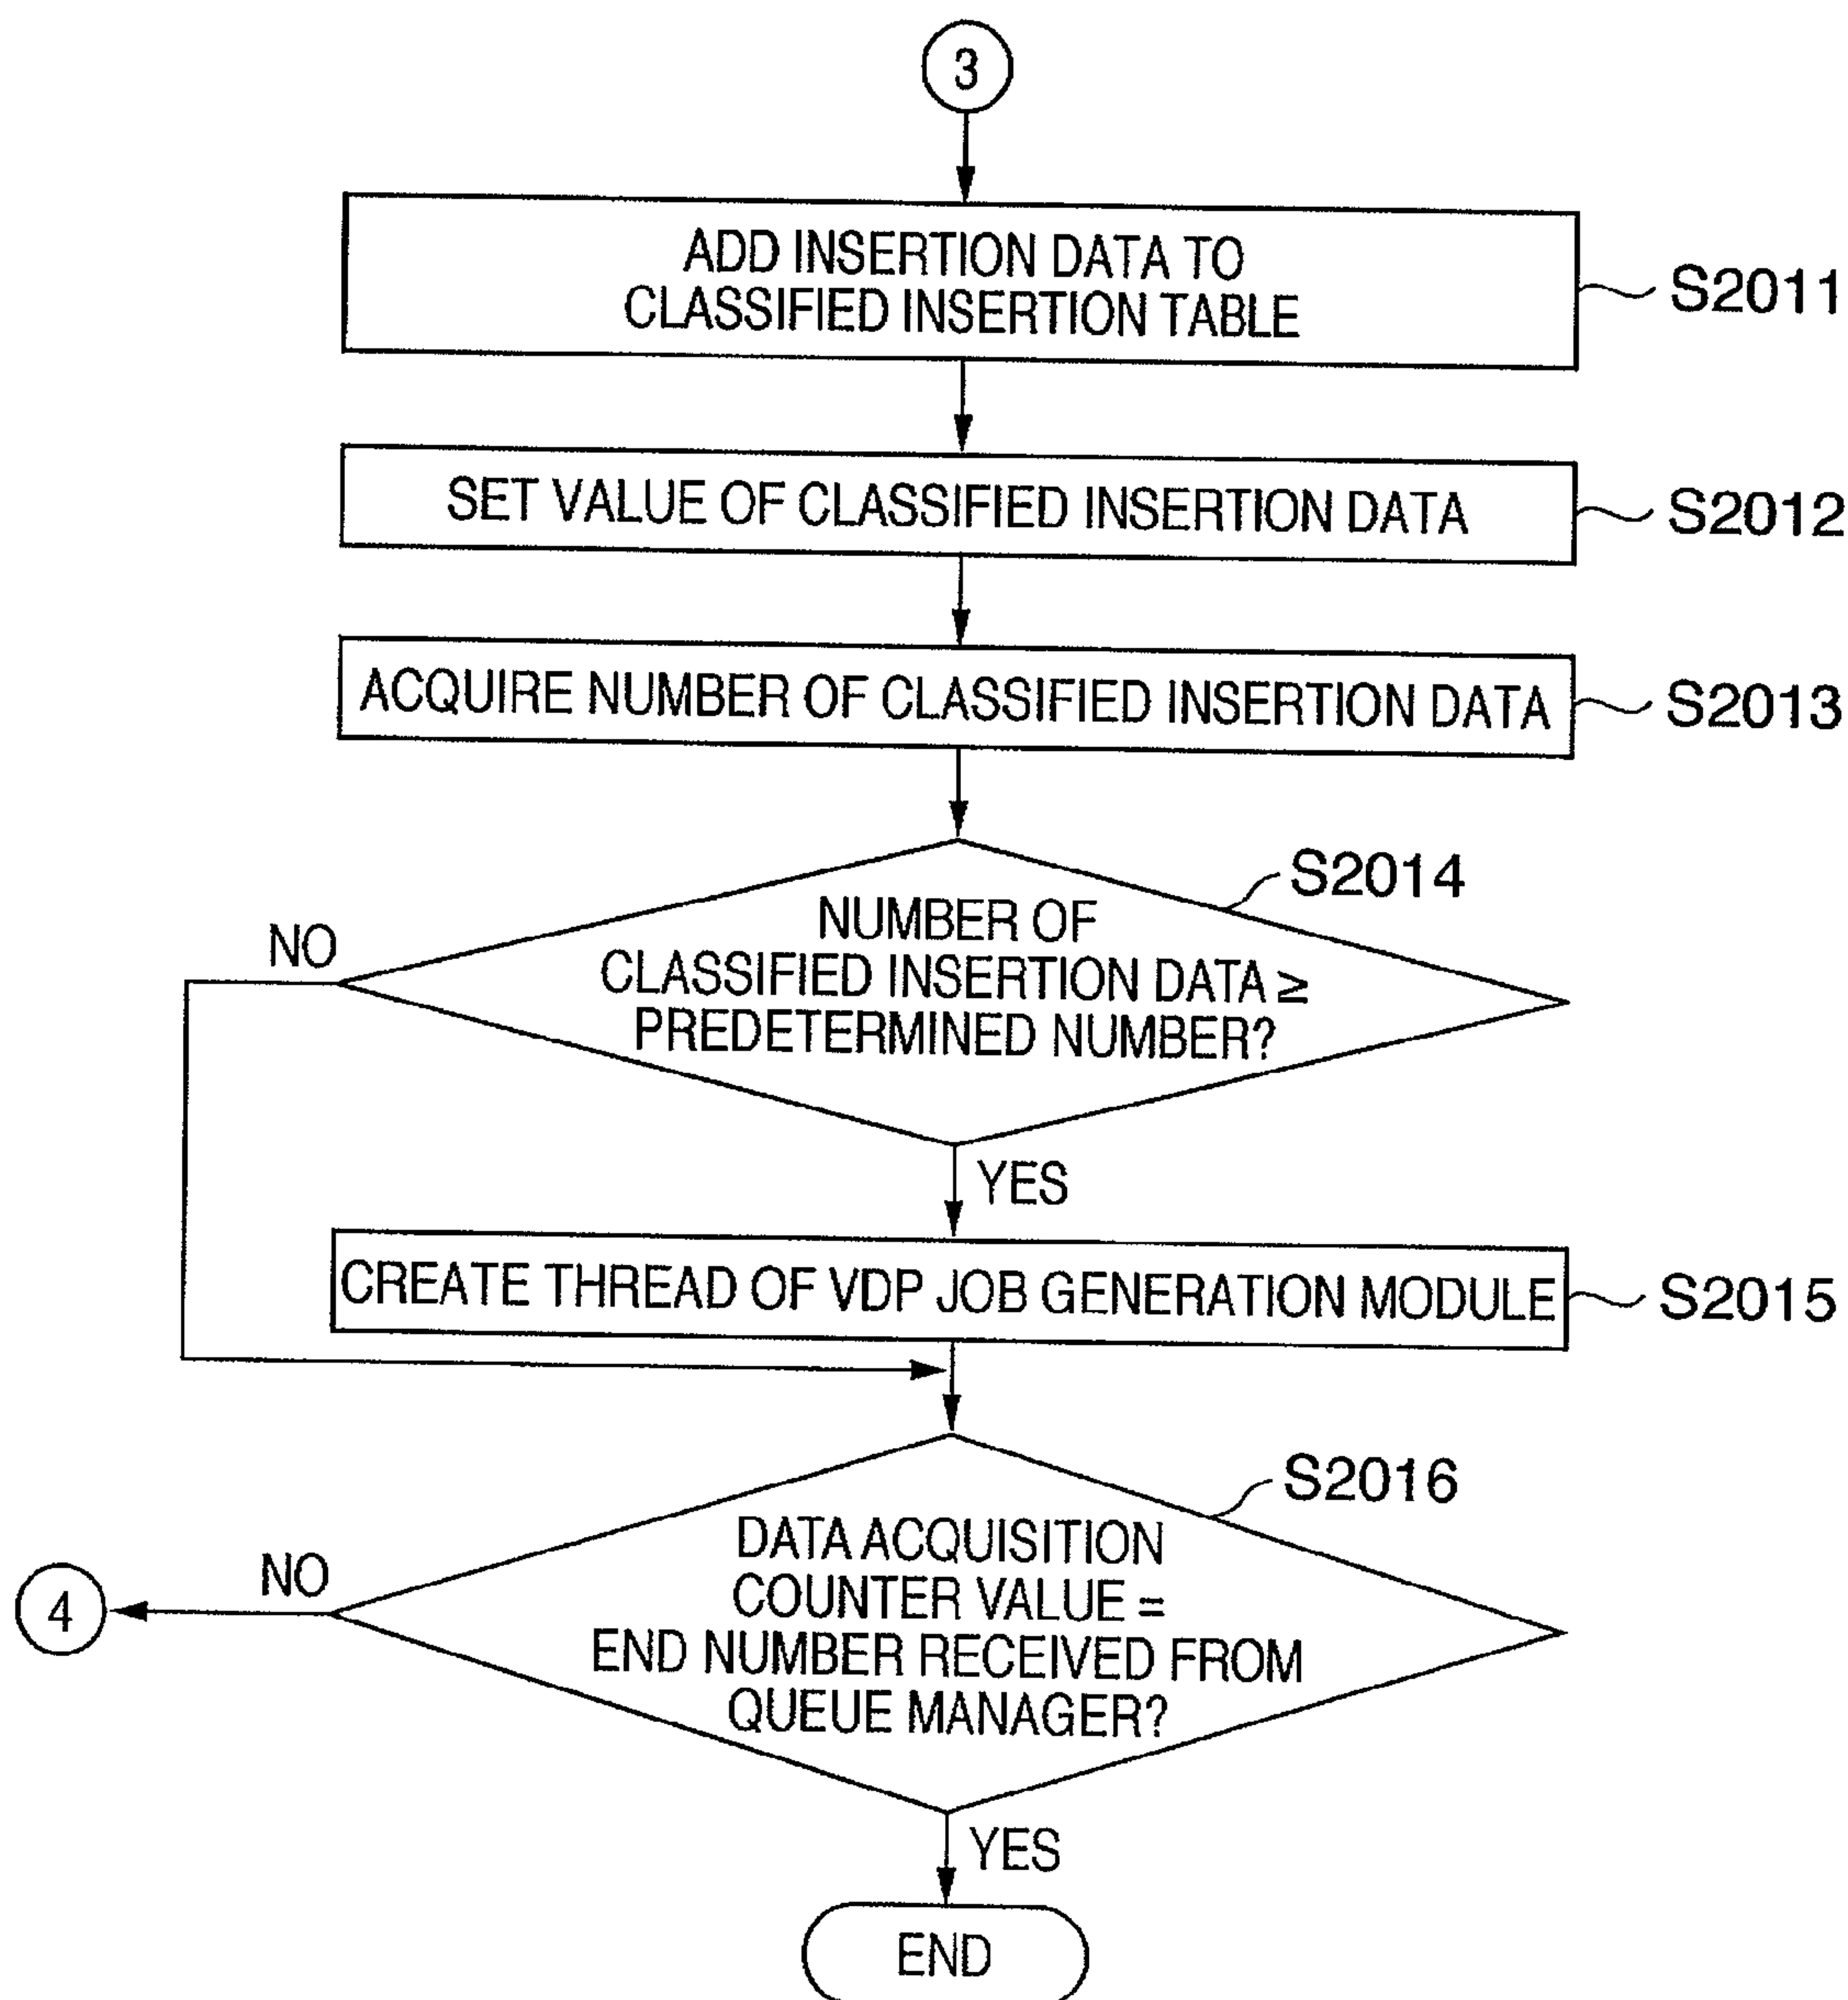 3
ADD INSERTION DATA TO
CLASSIFIED INSERTION TABLE
S2011
SET VALUE OF CLASSIFIED INSERTION DATA
S2012
ACQUIRE NUMBER OF CLASSIFIED INSERTION DATA
S2013
S2014
NUMBER OF
CLASSIFIED INSERTION DATA ≥
PREDETERMINED NUMBER?
NO
YES
CREATE THREAD OF VDP JOB GENERATION MODULE
S2015
S2016
DATA ACQUISITION
COUNTER VALUE =
END NUMBER RECEIVED FROM
QUEUE MANAGER?
NO
4
YES
END